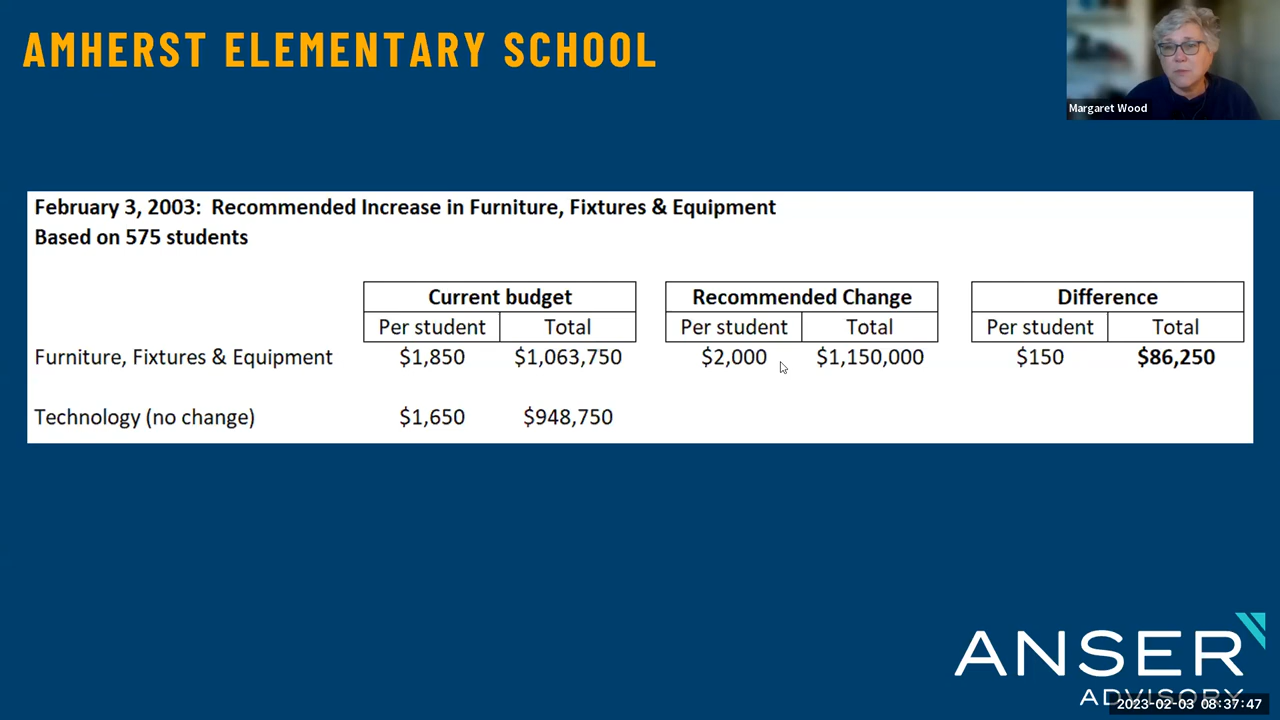 AMHERST ELEMENTARY SCHOOL
Margaret Wood
February 3, 2003: Recommended Increase in Furniture, Fixtures & Equipment
Based on 575 students
Current budget Recommended Change Difference
Per student Total Per student Total Per student Total
Furniture, Fixtures & Equipment $1,850 $1,063,750 $2,000 $1,150,000 $150 $86,250
Technology (no change) $1,650 $948,750
ANSER
ADVISORY
2023-02-03 08:37:47